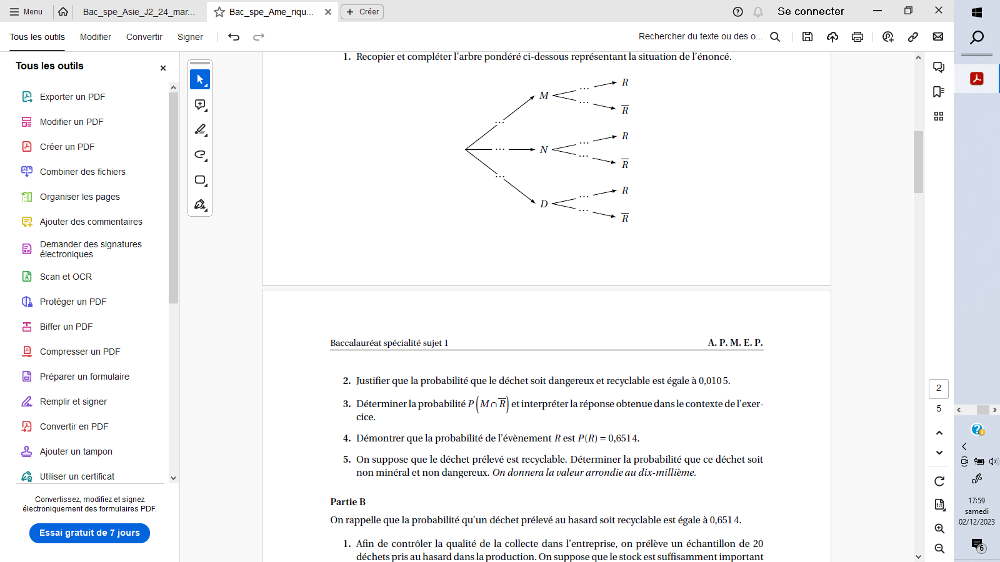 Menu
Bac_spe_Asie_J2_24_mar...
Bac_spe_Ame_riqu...
Créer
Se connecter
Tous les outils
Modifier
Convertir
Signer
Rechercher du texte ou des o...
Tous les outils
Exporter un PDF
Modifier un PDF
Créer un PDF
Combiner des fichiers
Organiser les pages
Ajouter des commentaires
Demander des signatures
électroniques
Scan et OCR
Protéger un PDF
Biffer un PDF
Compresser un PDF
Préparer un formulaire
Remplir et signer
Convertir en PDF
Ajouter un tampon
Utiliser un certificat
Convertissez, modifiez et signez
électroniquement des formulaires PDF.
Essai gratuit de 7 jours
1. Recopier et compléter l'arbre pondéré ci-dessous représentant la situation de l'énoncé.
... R
M
... R̅
...
... R
... N
... R̅
...
... R
D
... R̅
Baccalauréat spécialité sujet 1
A. P. M. E. P.
2. Justifier que la probabilité que le déchet soit dangereux et recyclable est égale à 0,0105.
3. Déterminer la probabilité P(M ∩ R̅) et interpréter la réponse obtenue dans le contexte de l'exer-
cice.
4. Démontrer que la probabilité de l'évènement R est P(R) = 0,6514.
5. On suppose que le déchet prélevé est recyclable. Déterminer la probabilité que ce déchet soit
non minéral et non dangereux. On donnera la valeur arrondie au dix-millième.
Partie B
On rappelle que la probabilité qu'un déchet prélevé au hasard soit recyclable est égale à 0,6514.
1. Afin de contrôler la qualité de la collecte dans l'entreprise, on prélève un échantillon de 20
déchets pris au hasard dans la production. On suppose que le stock est suffisamment important
2
5
1:1
17:59
samedi
02/12/2023
6